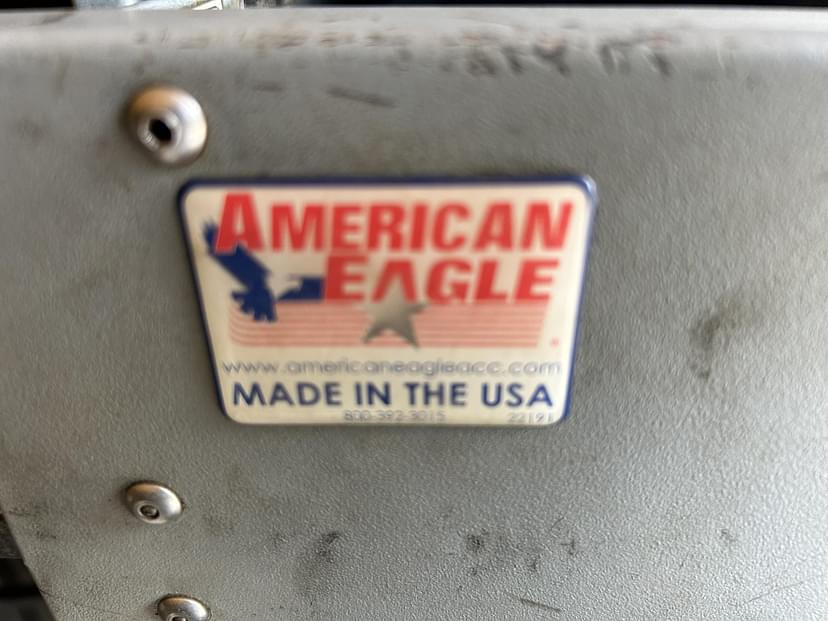 AMERICAN
EAGLE
www.americaneagleacc.com
MADE IN THE USA
800-392-3015 22191